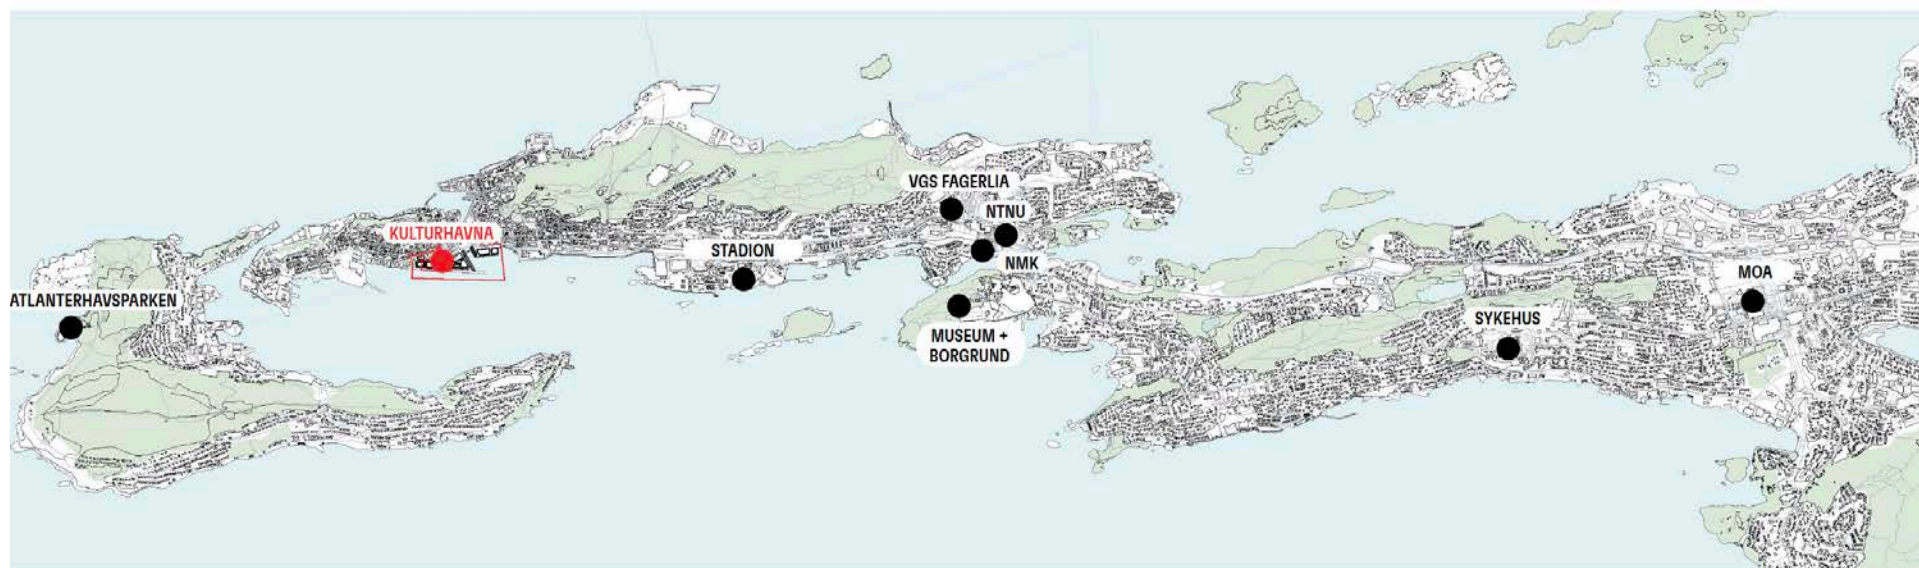 VGS FAGERLIA
NTNU
KULTURHAVNA
STADION
NMK
MOA
ATLANTERHAVSPARKEN
SYKEHUS
MUSEUM +
BORGRUND